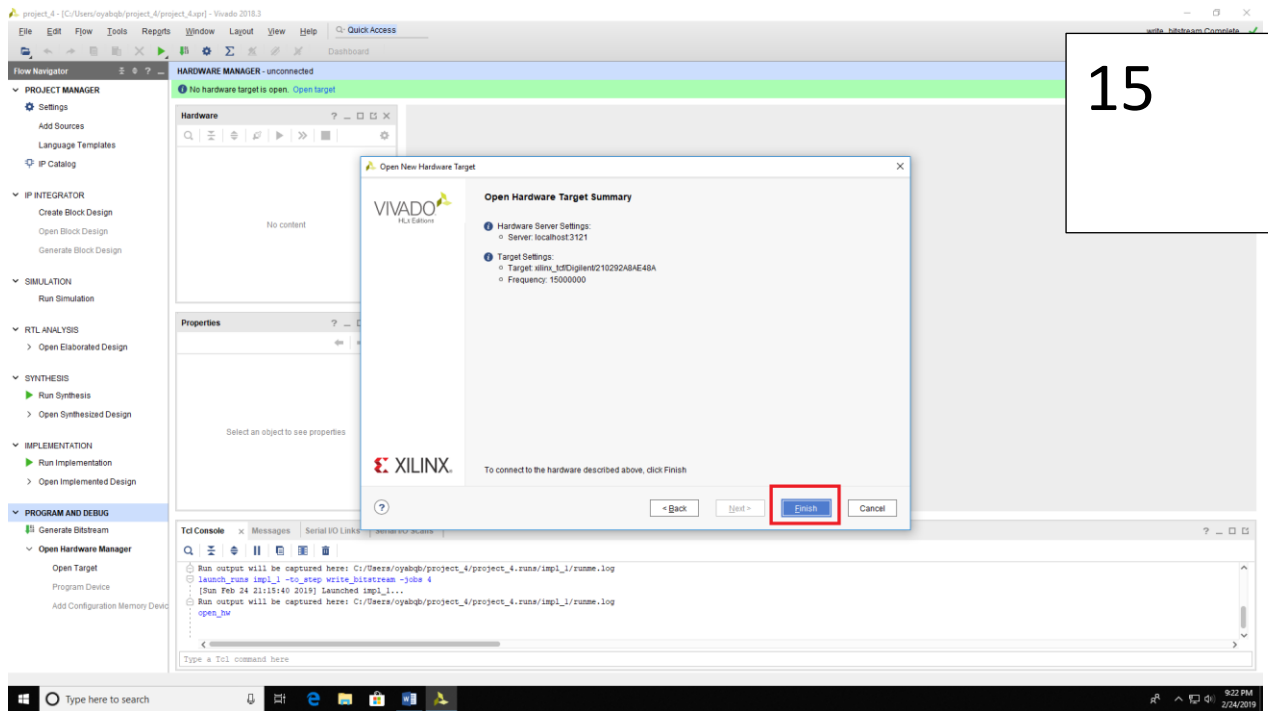 project_4 - [C:/Users/oyabqb/project_4/project_4.xpr] - Vivado 2018.3
File Edit Flow Tools Reports Window Layout View Help Quick Access
write_bitstream Complete
Dashboard
15
Flow Navigator
HARDWARE MANAGER - unconnected
No hardware target is open. Open target
PROJECT MANAGER
Settings
Add Sources
Language Templates
IP Catalog
IP INTEGRATOR
Create Block Design
Open Block Design
Generate Block Design
SIMULATION
Run Simulation
RTL ANALYSIS
Open Elaborated Design
SYNTHESIS
Run Synthesis
Open Synthesized Design
IMPLEMENTATION
Run Implementation
Open Implemented Design
PROGRAM AND DEBUG
Generate Bitstream
Open Hardware Manager
Open Target
Program Device
Add Configuration Memory Devic
Hardware
No content
Properties
Select an object to see properties
Open New Hardware Target
VIVADO
HLx Editions
Open Hardware Target Summary
Hardware Server Settings:
Server: localhost:3121
Target Settings:
Target: xilinx_tcf/Digilent/210292A8AE48A
Frequency: 15000000
XILINX.
To connect to the hardware described above, click Finish
< Back Next > Finish Cancel
Tcl Console Messages Serial I/O Links Serial I/O Scans
Run output will be captured here: C:/Users/oyabqb/project_4/project_4.runs/impl_1/runme.log
launch_runs impl_1 -to_step write_bitstream -jobs 4
[Sun Feb 24 21:15:40 2019] Launched impl_1...
Run output will be captured here: C:/Users/oyabqb/project_4/project_4.runs/impl_1/runme.log
open_hw
Type a Tcl command here
Type here to search
9:22 PM
2/24/2019